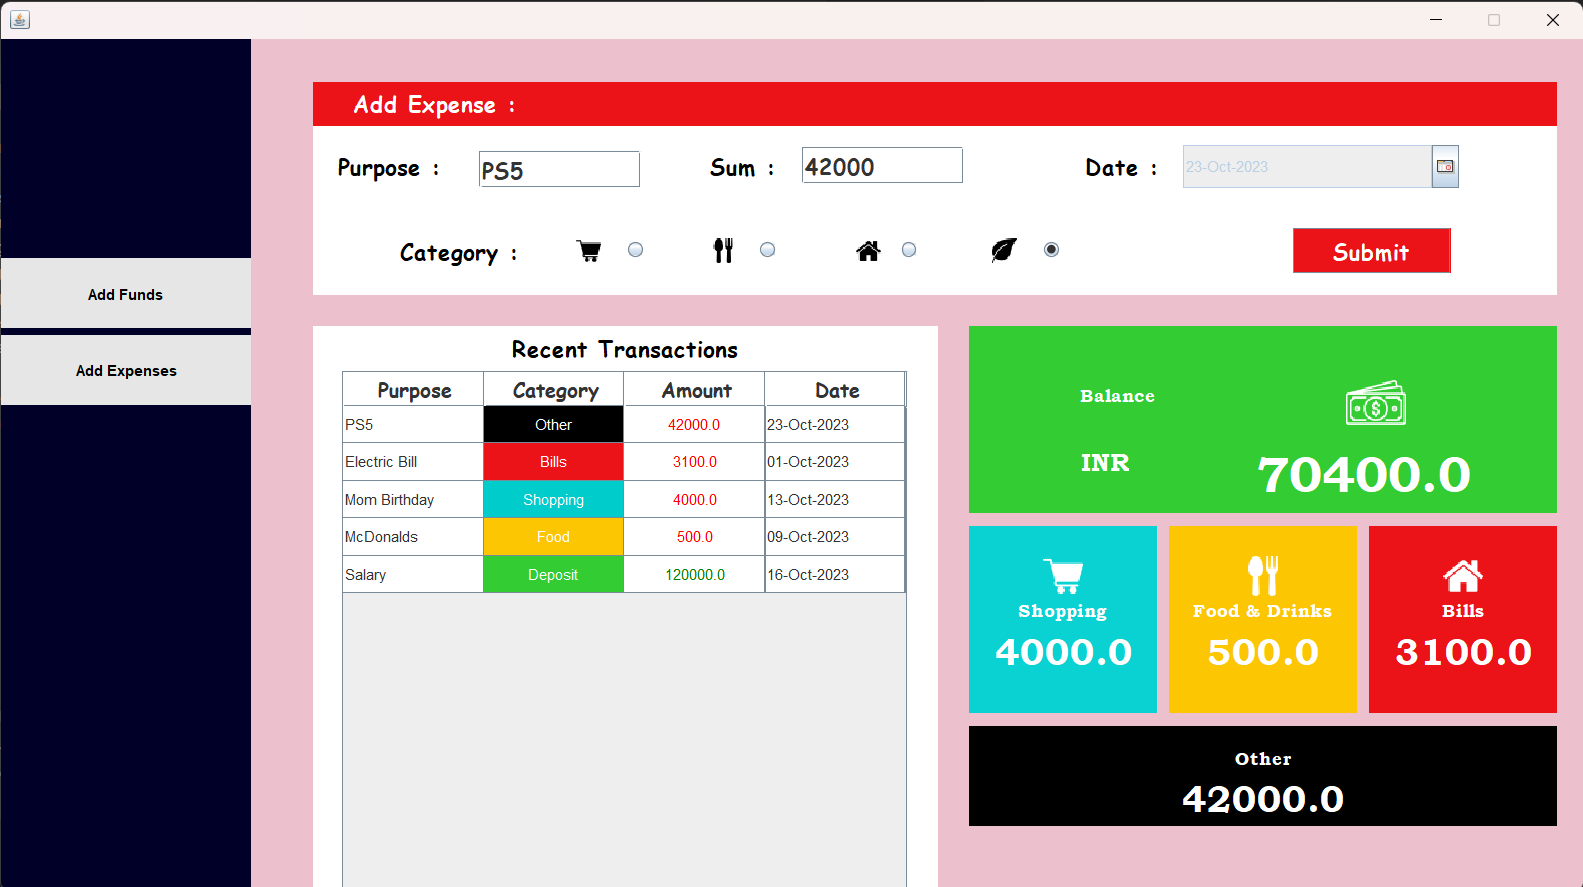 Add Expense :
Purpose : PS5 Sum : 42000 Date : 23-Oct-2023
Category : Submit
Add Funds
Add Expenses
Recent Transactions
Purpose Category Amount Date
PS5 Other 42000.0 23-Oct-2023
Electric Bill Bills 3100.0 01-Oct-2023
Mom Birthday Shopping 4000.0 13-Oct-2023
McDonalds Food 500.0 09-Oct-2023
Salary Deposit 120000.0 16-Oct-2023
Balance
INR 70400.0
Shopping
4000.0
Food & Drinks
500.0
Bills
3100.0
Other
42000.0